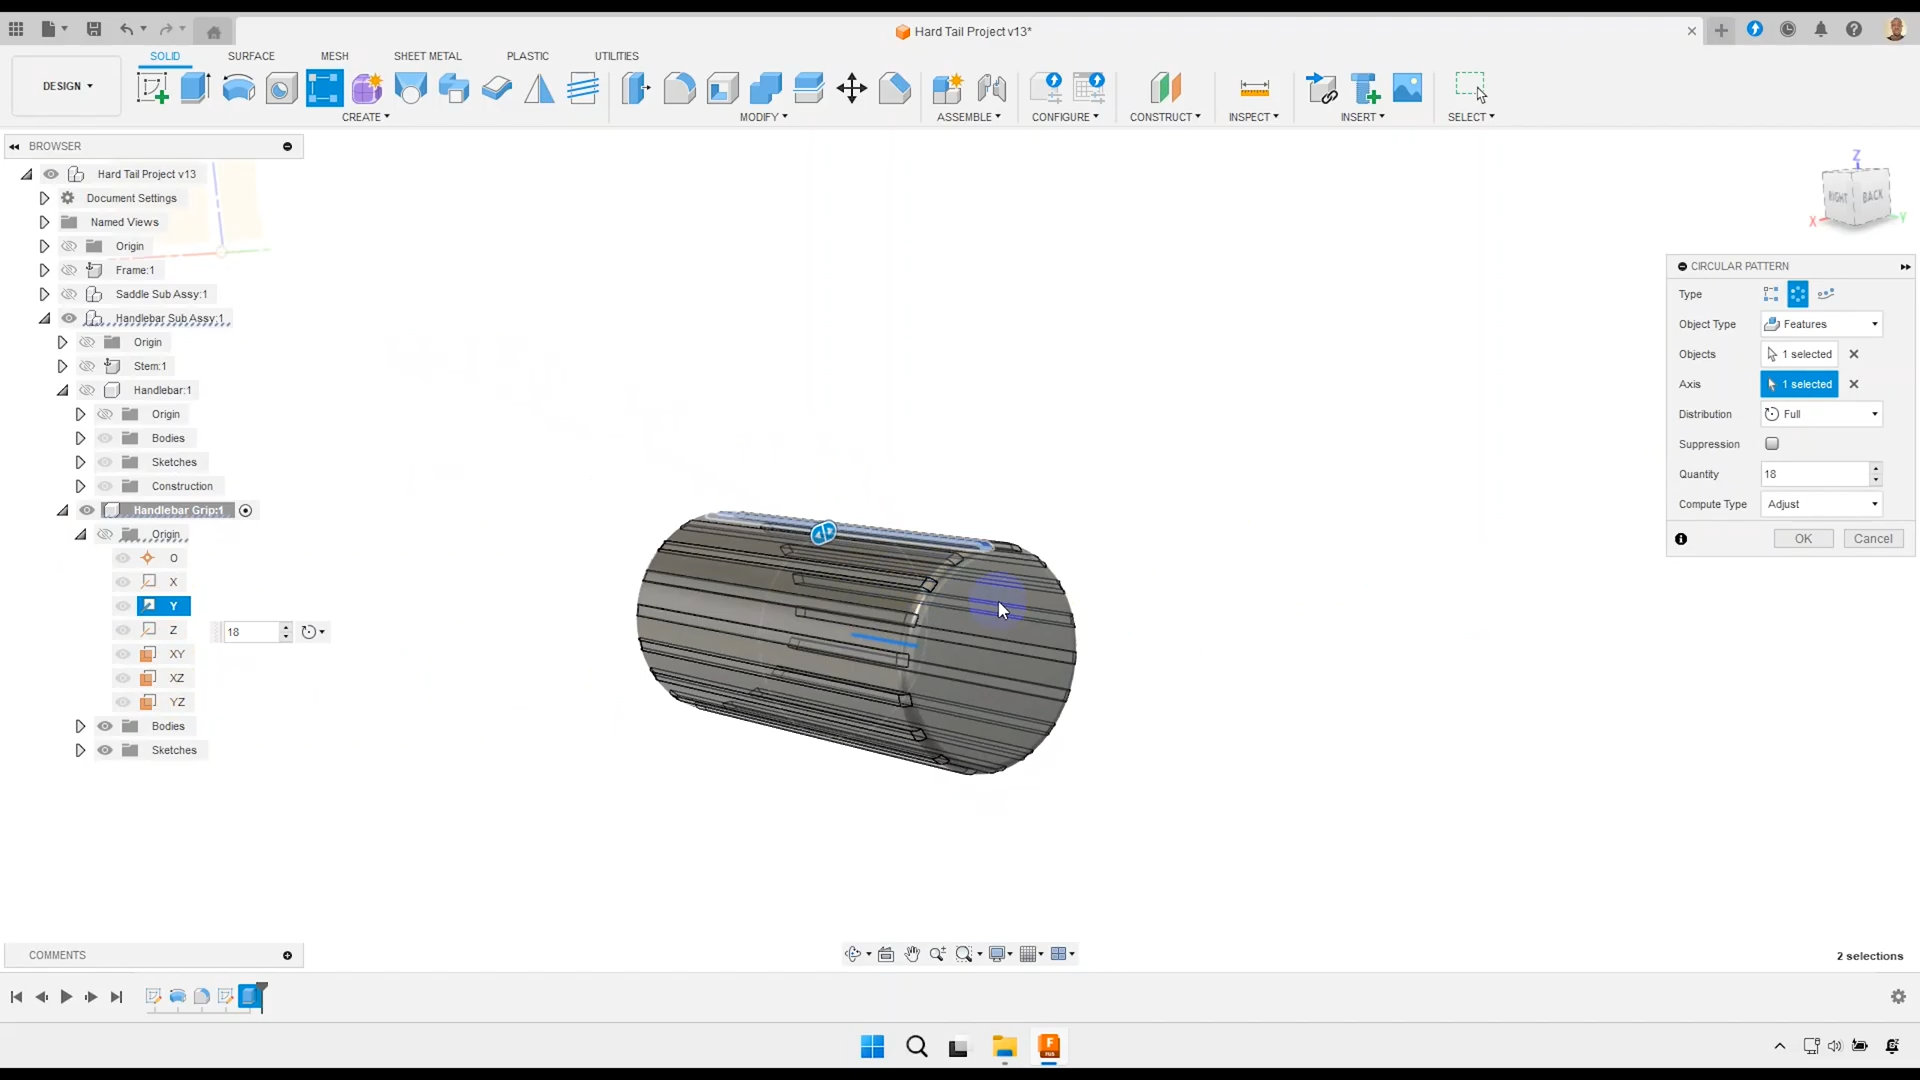 Hard Tail Project v13*
DESIGN
SOLID SURFACE MESH SHEET METAL PLASTIC UTILITIES
CREATE MODIFY ASSEMBLE CONFIGURE CONSTRUCT INSPECT INSERT SELECT
BROWSER
Hard Tail Project v13
Document Settings
Named Views
Origin
Frame:1
Saddle Sub Assy:1
Handlebar Sub Assy:1
Origin
Stem:1
Handlebar:1
Origin
Bodies
Sketches
Construction
Handlebar Grip:1
Origin
O
X
Y
Z
XY
XZ
YZ
Bodies
Sketches
18
Z
RIGHT BACK
X Y
CIRCULAR PATTERN
Type
Object Type Features
Objects 1 selected
Axis 1 selected
Distribution Full
Suppression
Quantity 18
Compute Type Adjust
OK Cancel
COMMENTS
2 selections
F